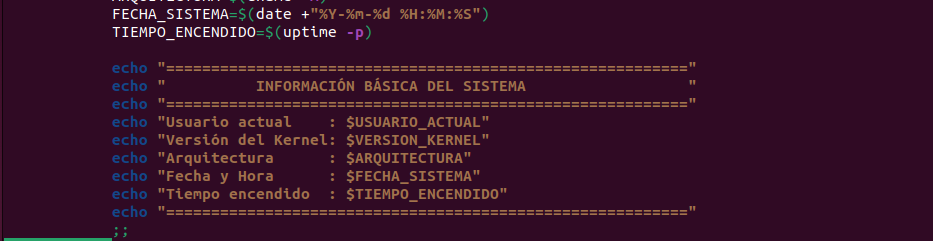 FECHA_SISTEMA=$(date +"%Y-%m-%d %H:%M:%S")
TIEMPO_ENCENDIDO=$(uptime -p)
echo "=========================================================="
echo "          INFORMACIÓN BÁSICA DEL SISTEMA                  "
echo "=========================================================="
echo "Usuario actual    : $USUARIO_ACTUAL"
echo "Versión del Kernel: $VERSION_KERNEL"
echo "Arquitectura      : $ARQUITECTURA"
echo "Fecha y Hora      : $FECHA_SISTEMA"
echo "Tiempo encendido  : $TIEMPO_ENCENDIDO"
echo "=========================================================="
;;